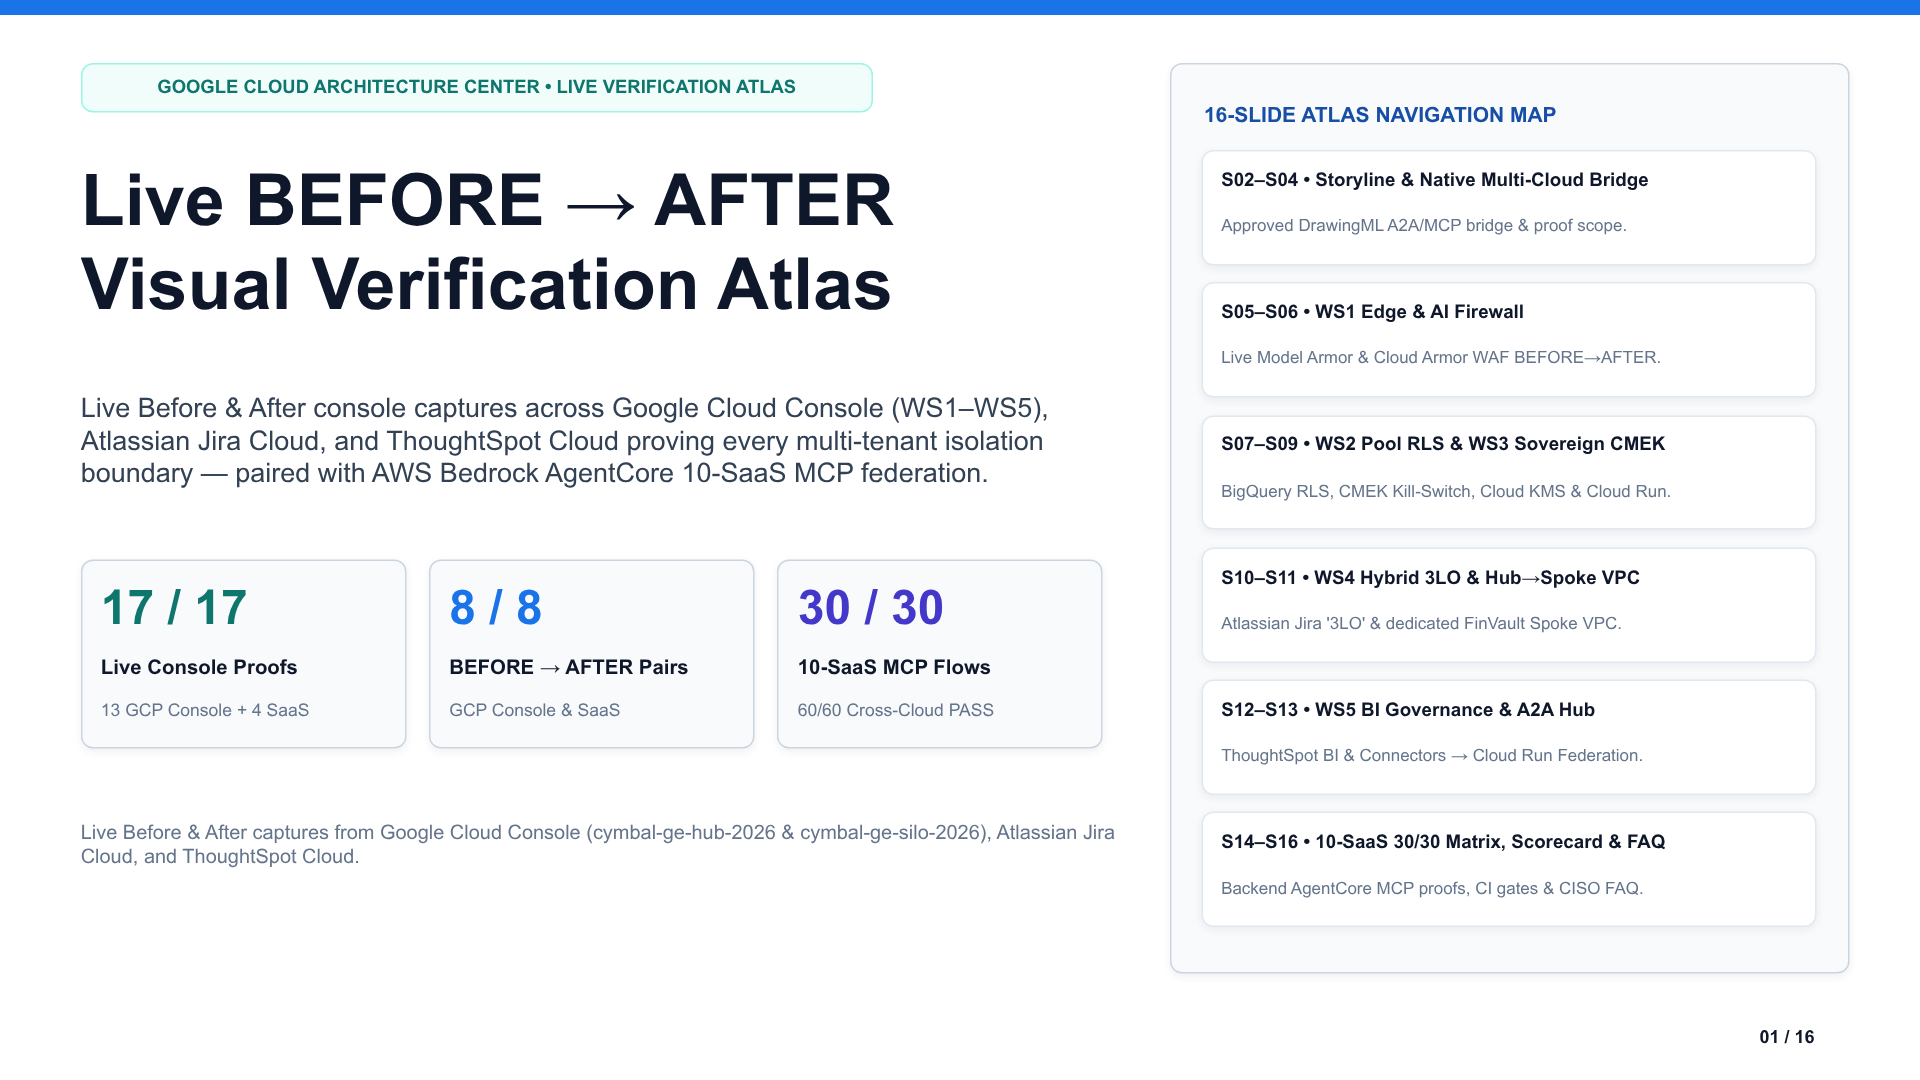 GOOGLE CLOUD ARCHITECTURE CENTER • LIVE VERIFICATION ATLAS
Live BEFORE → AFTER
Visual Verification Atlas
Live Before & After console captures across Google Cloud Console (WS1–WS5),
Atlassian Jira Cloud, and ThoughtSpot Cloud proving every multi-tenant isolation
boundary — paired with AWS Bedrock AgentCore 10-SaaS MCP federation.
17 / 17
Live Console Proofs
13 GCP Console + 4 SaaS
8 / 8
BEFORE → AFTER Pairs
GCP Console & SaaS
30 / 30
10-SaaS MCP Flows
60/60 Cross-Cloud PASS
Live Before & After captures from Google Cloud Console (cymbal-ge-hub-2026 & cymbal-ge-silo-2026), Atlassian Jira
Cloud, and ThoughtSpot Cloud.
16-SLIDE ATLAS NAVIGATION MAP
S02–S04 • Storyline & Native Multi-Cloud Bridge
Approved DrawingML A2A/MCP bridge & proof scope.
S05–S06 • WS1 Edge & AI Firewall
Live Model Armor & Cloud Armor WAF BEFORE→AFTER.
S07–S09 • WS2 Pool RLS & WS3 Sovereign CMEK
BigQuery RLS, CMEK Kill-Switch, Cloud KMS & Cloud Run.
S10–S11 • WS4 Hybrid 3LO & Hub→Spoke VPC
Atlassian Jira '3LO' & dedicated FinVault Spoke VPC.
S12–S13 • WS5 BI Governance & A2A Hub
ThoughtSpot BI & Connectors → Cloud Run Federation.
S14–S16 • 10-SaaS 30/30 Matrix, Scorecard & FAQ
Backend AgentCore MCP proofs, CI gates & CISO FAQ.
01 / 16